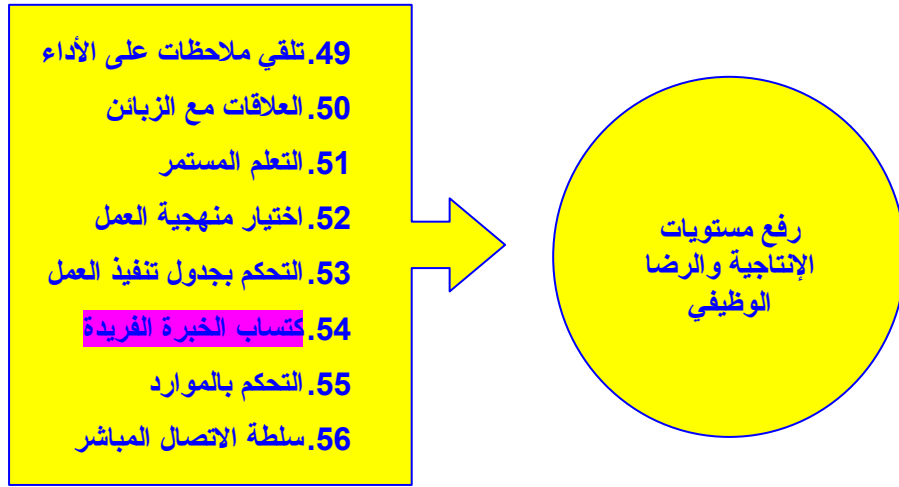 49. تلقي ملاحظات على الأداء
50. العلاقات مع الزبائن
51. التعلم المستمر
52. اختيار منهجية العمل
53. التحكم بجدول تنفيذ العمل
54. كتساب الخبرة الفريدة
55. التحكم بالموارد
56. سلطة الاتصال المباشر
رفع مستويات
الإنتاجية والرضا
الوظيفي